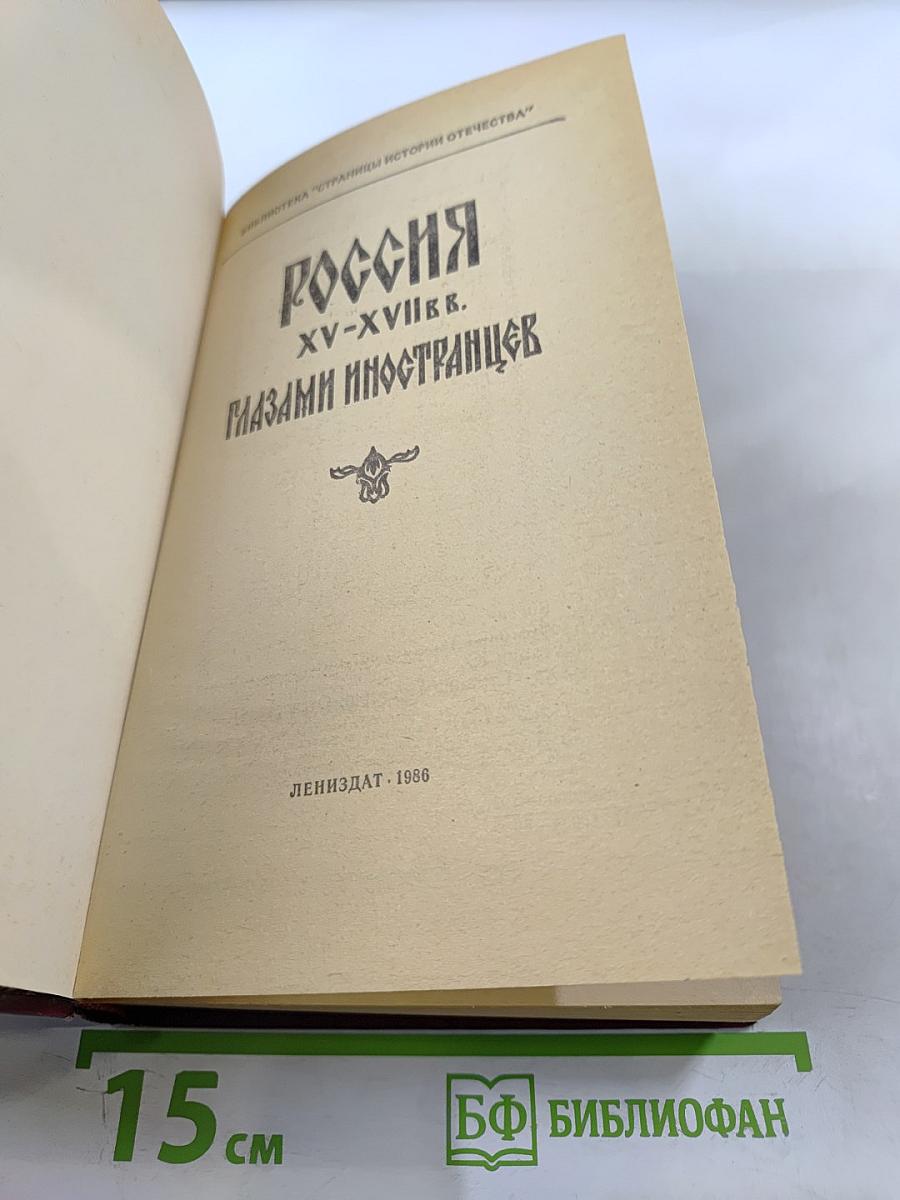 БИБЛИОТЕКА "СТРАНИЦЫ ИСТОРИИ ОТЕЧЕСТВА"
РОССИЯ
XV–XVII вв.
ГЛАЗАМИ ИНОСТРАНЦЕВ
ЛЕНИЗДАТ · 1986
15 см
БФ БИБЛИОФАН